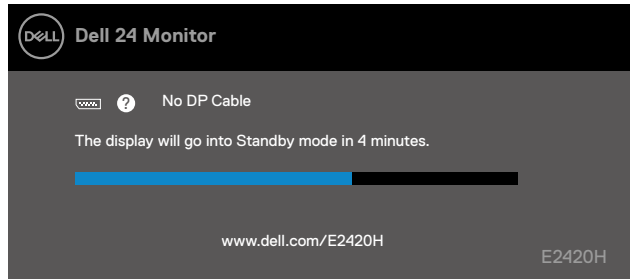 DELL
Dell 24 Monitor
? No DP Cable
The display will go into Standby mode in 4 minutes.
www.dell.com/E2420H
E2420H